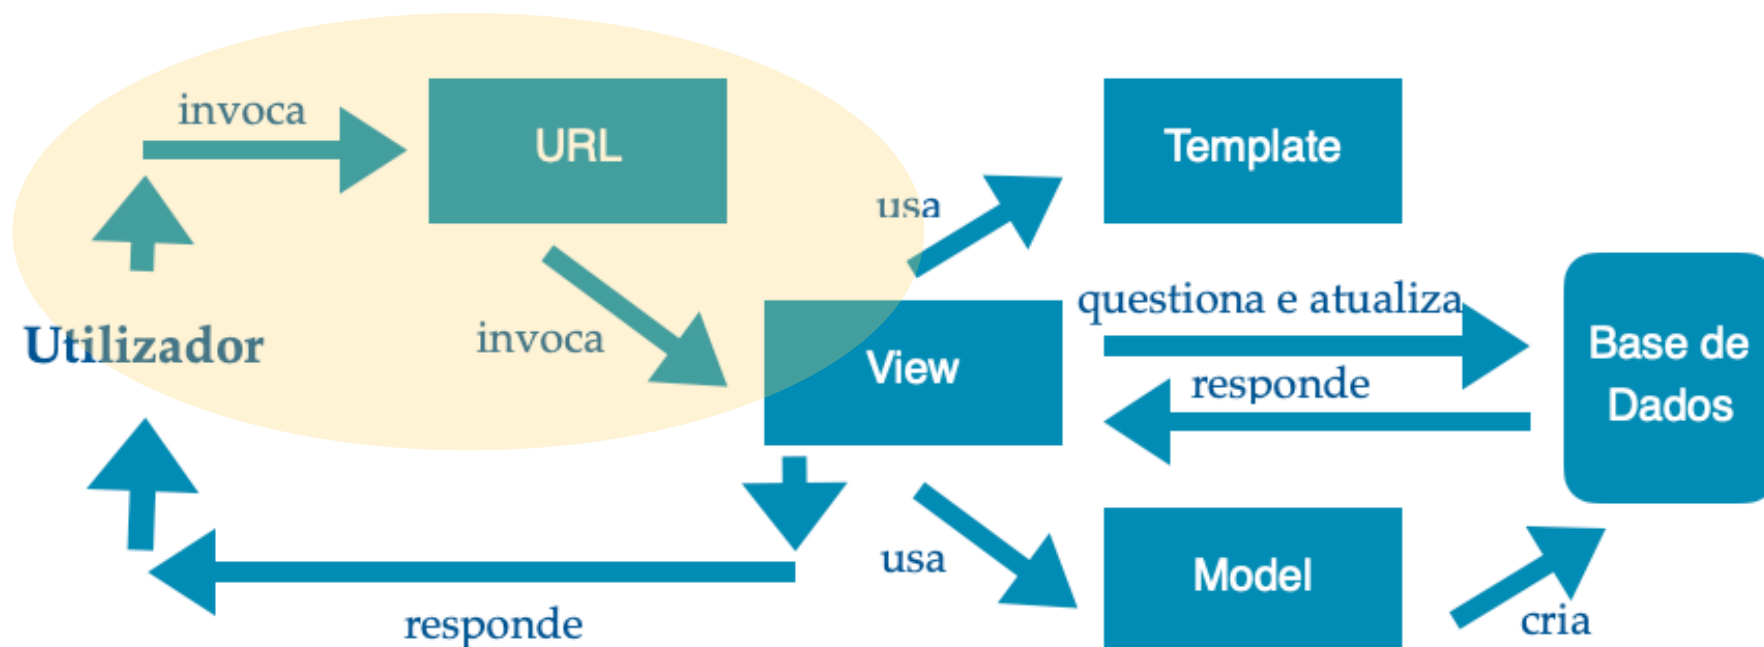 invoca
URL
Template
usa
questiona e atualiza
Utilizador
invoca
View
Base de
Dados
responde
usa
Model
responde
cria